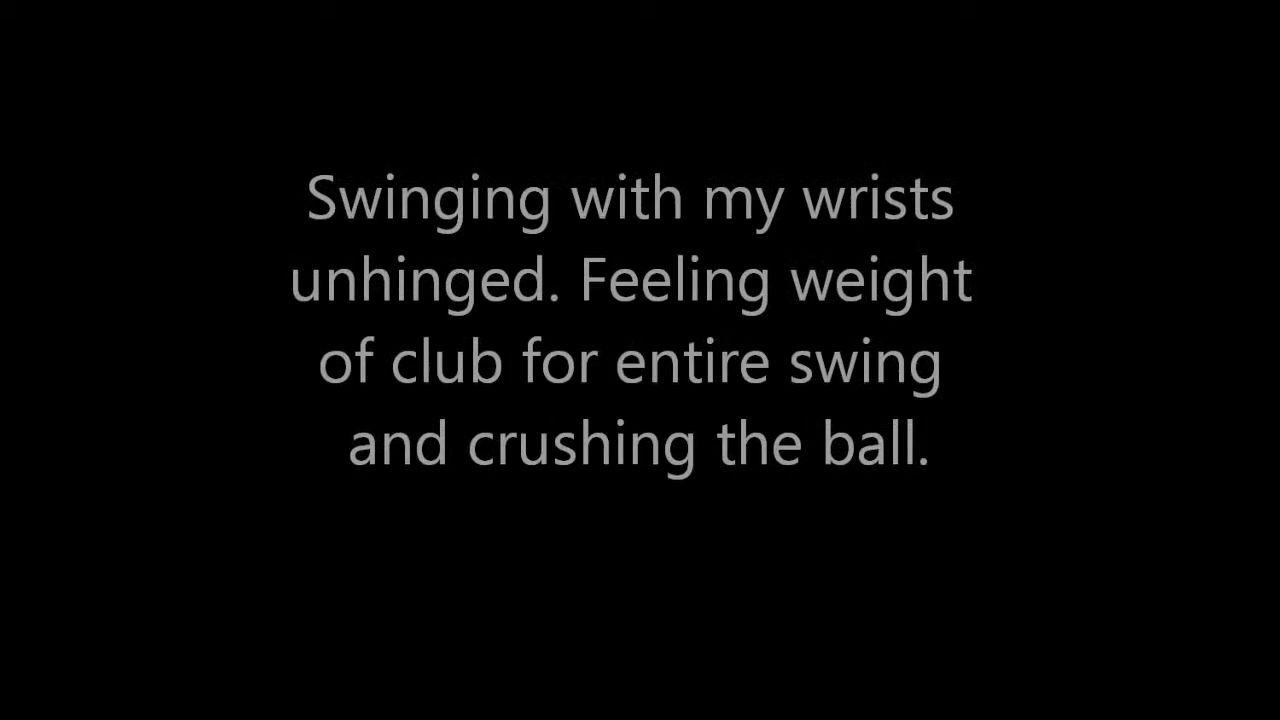 Swinging with my wrists
unhinged. Feeling weight
of club for entire swing
and crushing the ball.